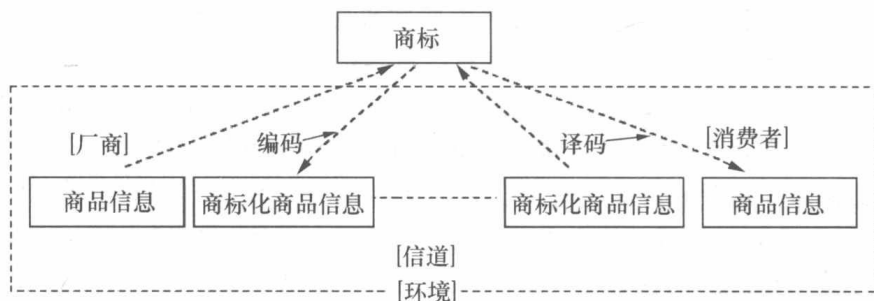 商标
[厂商]
编码
译码
[消费者]
商品信息
商标化商品信息
商标化商品信息
商品信息
[信道]
[环境]